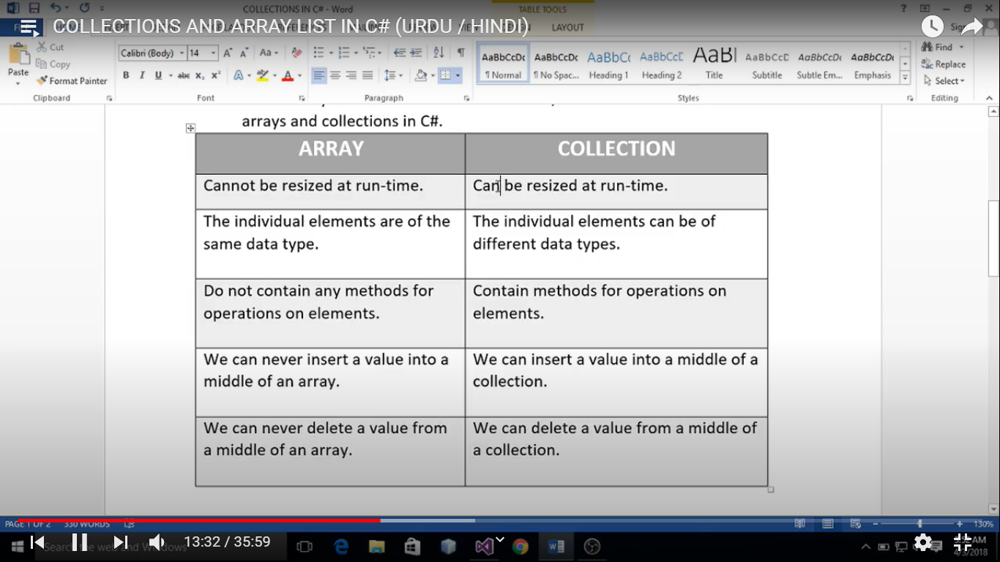 COLLECTIONS IN C# - Word
TABLE TOOLS
COLLECTIONS AND ARRAY LIST IN C# (URDU / HINDI)
LAYOUT
Cut
Copy
Paste
Format Painter
Clipboard
Calibri (Body)
14
Font
Paragraph
AaBbCcDc AaBbCcDc AaBbCc AaBbCcE AaBl AaBbCcD AaBbCcDc AaBbCcDc
¶ Normal ¶ No Spac... Heading 1 Heading 2 Title Subtitle Subtle Em... Emphasis
Styles
Find
Replace
Select
Editing
arrays and collections in C#.
ARRAY COLLECTION
Cannot be resized at run-time.
Can be resized at run-time.
The individual elements are of the
same data type.
The individual elements can be of
different data types.
Do not contain any methods for
operations on elements.
Contain methods for operations on
elements.
We can never insert a value into a
middle of an array.
We can insert a value into a middle of a
collection.
We can never delete a value from
a middle of an array.
We can delete a value from a middle of
a collection.
PAGE 1 OF 2 330 WORDS
130%
Search the web and Windows
13:32 / 35:59
4/3/2018